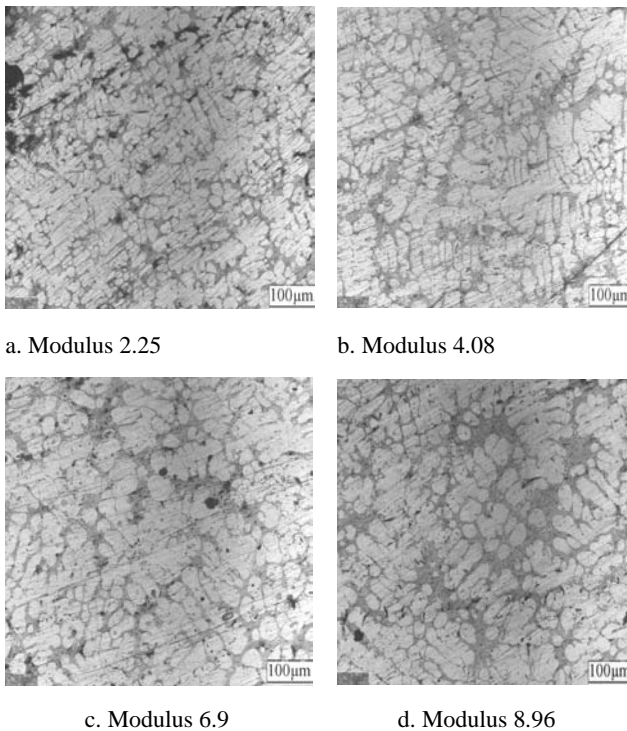 100μm
100μm
a. Modulus 2.25
b. Modulus 4.08
100μm
100μm
c. Modulus 6.9
d. Modulus 8.96